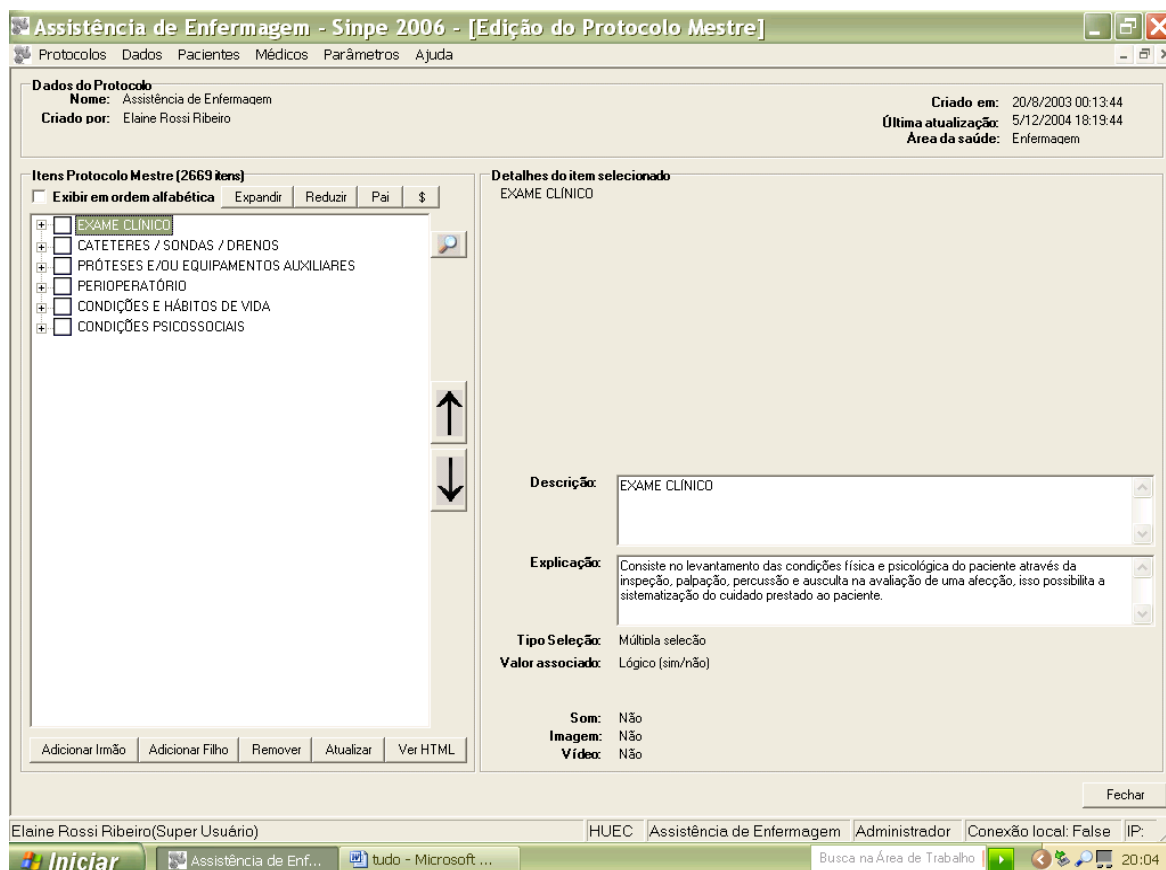 Assistência de Enfermagem - Sinpe 2006 - [Edição do Protocolo Mestre]
Protocolos Dados Pacientes Médicos Parâmetros Ajuda
Dados do Protocolo
Nome: Assistência de Enfermagem
Criado por: Elaine Rossi Ribeiro
Criado em: 20/8/2003 00:13:44
Última atualização: 5/12/2004 18:19:44
Área da saúde: Enfermagem
Itens Protocolo Mestre (2669 itens)
Exibir em ordem alfabética Expandir Reduzir Pai $
EXAME CLÍNICO
CATETERES / SONDAS / DRENOS
PRÓTESES E/OU EQUIPAMENTOS AUXILIARES
PERIOPERATÓRIO
CONDIÇÕES E HÁBITOS DE VIDA
CONDIÇÕES PSICOSSOCIAIS
Adicionar Irmão Adicionar Filho Remover Atualizar Ver HTML
Detalhes do item selecionado
EXAME CLÍNICO
Descrição: EXAME CLÍNICO
Explicação: Consiste no levantamento das condições física e psicológica do paciente através da
inspeção, palpação, percussão e ausculta na avaliação de uma afecção, isso possibilita a
sistematização do cuidado prestado ao paciente.
Tipo Seleção: Múltipla seleção
Valor associado: Lógico (sim/não)
Som: Não
Imagem: Não
Vídeo: Não
Fechar
Elaine Rossi Ribeiro(Super Usuário) HUEC Assistência de Enfermagem Administrador Conexão local: False IP:
Iniciar Assistência de Enf... tudo - Microsoft ... Busca na Área de Trabalho 20:04